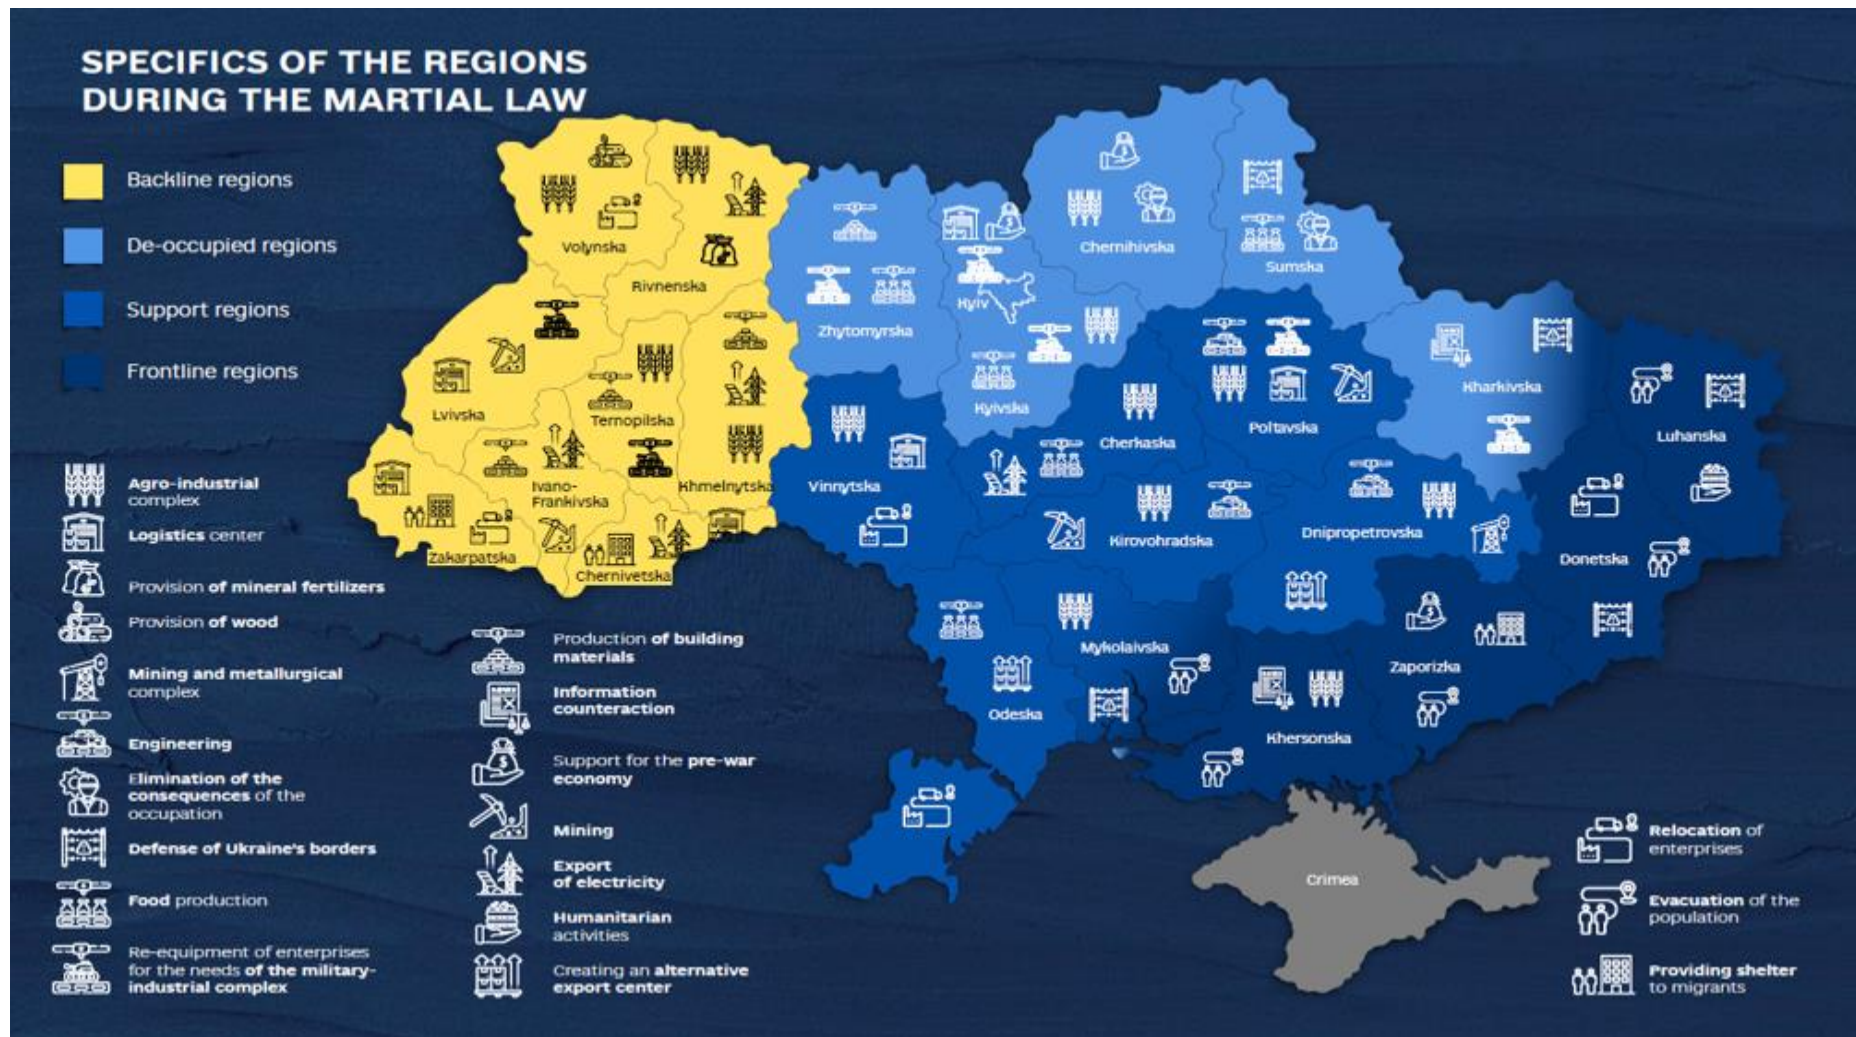 SPECIFICS OF THE REGIONS
DURING THE MARTIAL LAW
Backline regions
De-occupied regions
Support regions
Frontline regions
Volynska
Rivnenska
Lvivska
Ternopilska
Khmelnytska
Ivano-
Frankivska
Zakarpatska
Chernivetska
Zhytomyrska
Kyiv
Kyivska
Chernihivska
Sumska
Kharkivska
Luhanska
Poltavska
Cherkaska
Vinnytska
Kirovohradska
Dnipropetrovska
Donetska
Mykolaivska
Zaporizka
Odeska
Khersonska
Crimea
Agro-industrial
complex
Logistics center
Provision of mineral fertilizers
Provision of wood
Mining and metallurgical
complex
Engineering
Elimination of the
consequences of the
occupation
Defense of Ukraine's borders
Food production
Re-equipment of enterprises
for the needs of the military-
industrial complex
Production of building
materials
Information
counteraction
Support for the pre-war
economy
Mining
Export
of electricity
Humanitarian
activities
Creating an alternative
export center
Relocation of
enterprises
Evacuation of the
population
Providing shelter
to migrants